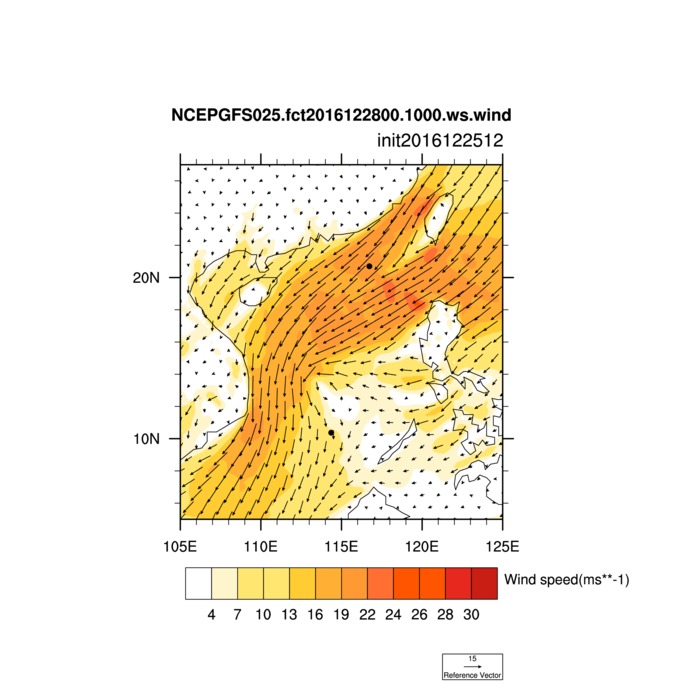 NCEPGFS025.fct2016122800.1000.ws.wind
init2016122512
20N
10N
105E 110E 115E 120E 125E
Wind speed(ms**-1)
4 7 10 13 16 19 22 24 26 28 30
15
Reference Vector